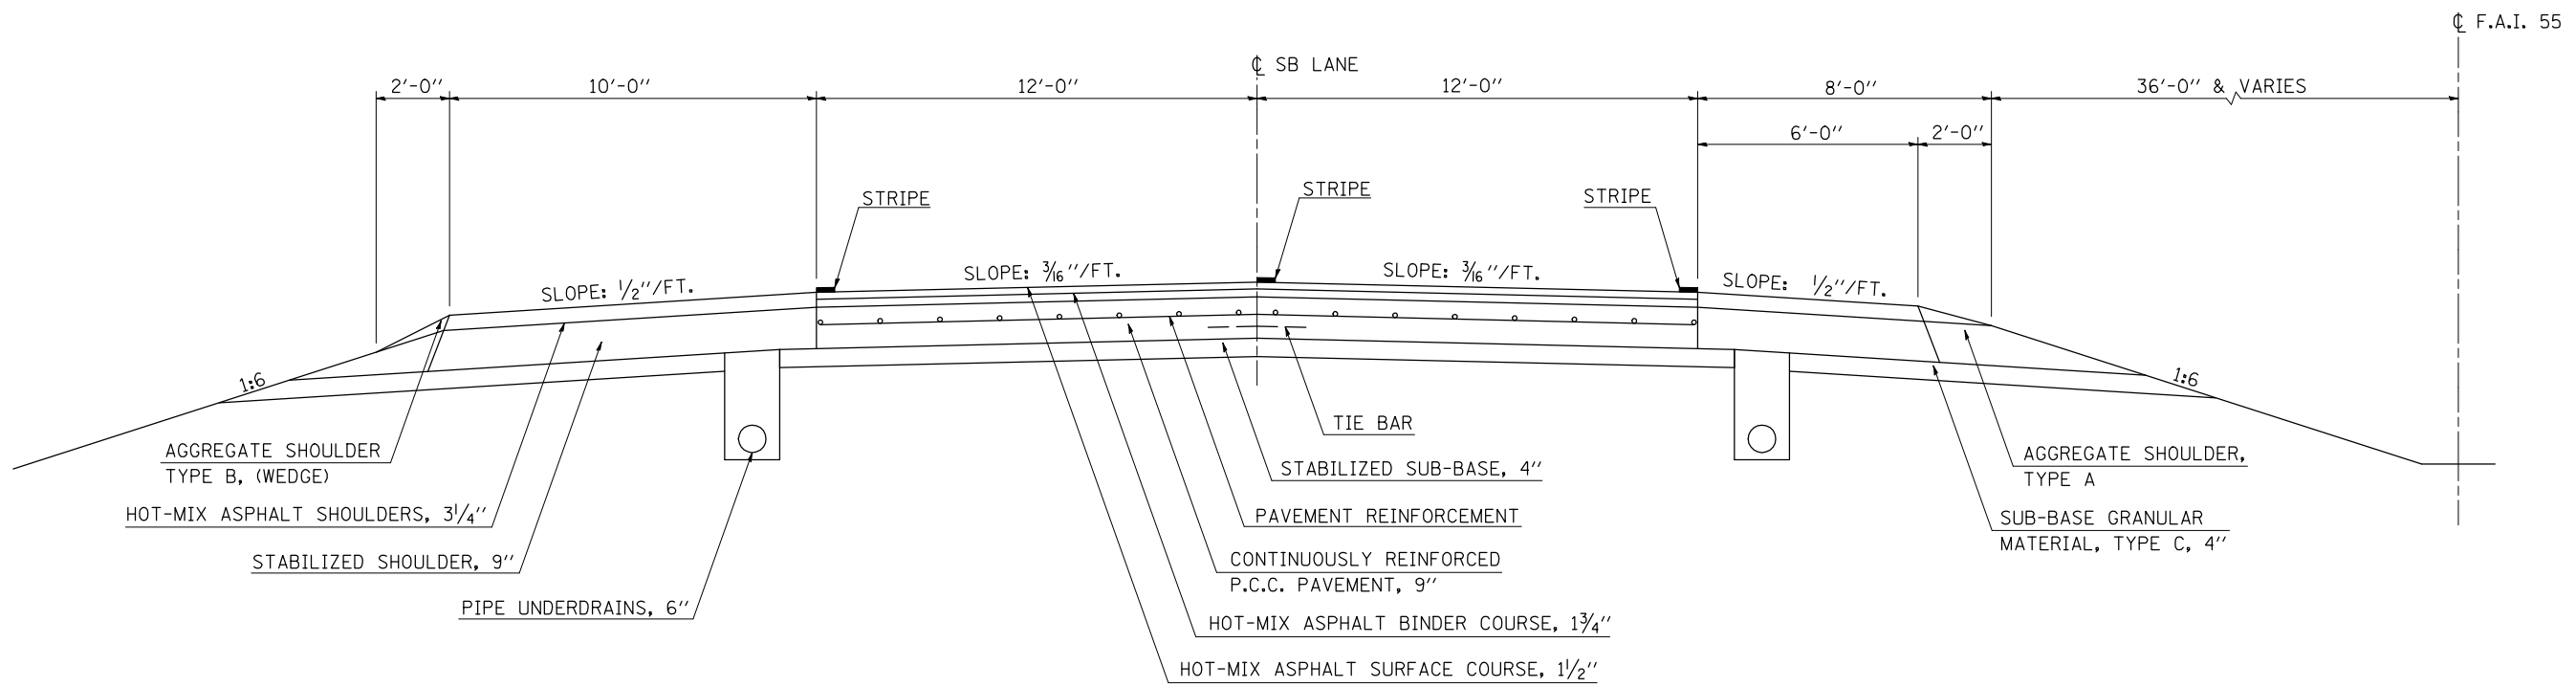 ℄ F.A.I. 55
℄ SB LANE
2'-0"
10'-0"
12'-0"
12'-0"
8'-0"
36'-0" & VARIES
6'-0"
2'-0"
STRIPE
STRIPE
STRIPE
SLOPE: 1/2"/FT.
SLOPE: 3/16"/FT.
SLOPE: 3/16"/FT.
SLOPE: 1/2"/FT.
1:6
1:6
AGGREGATE SHOULDER
TYPE B, (WEDGE)
HOT-MIX ASPHALT SHOULDERS, 3 1/4"
STABILIZED SHOULDER, 9"
PIPE UNDERDRAINS, 6"
TIE BAR
STABILIZED SUB-BASE, 4"
PAVEMENT REINFORCEMENT
CONTINUOUSLY REINFORCED
P.C.C. PAVEMENT, 9"
HOT-MIX ASPHALT BINDER COURSE, 1 3/4"
HOT-MIX ASPHALT SURFACE COURSE, 1 1/2"
AGGREGATE SHOULDER,
TYPE A
SUB-BASE GRANULAR
MATERIAL, TYPE C, 4"